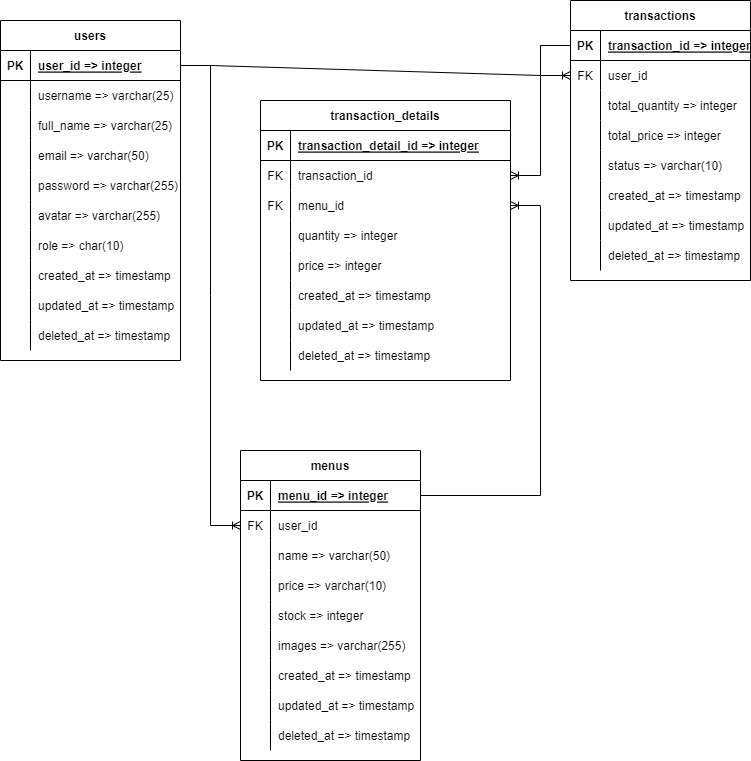 users
PK user_id => integer
username => varchar(25)
full_name => varchar(25)
email => varchar(50)
password => varchar(255)
avatar => varchar(255)
role => char(10)
created_at => timestamp
updated_at => timestamp
deleted_at => timestamp
transaction_details
PK transaction_detail_id => integer
FK transaction_id
FK menu_id
quantity => integer
price => integer
created_at => timestamp
updated_at => timestamp
deleted_at => timestamp
transactions
PK transaction_id => integer
FK user_id
total_quantity => integer
total_price => integer
status => varchar(10)
created_at => timestamp
updated_at => timestamp
deleted_at => timestamp
menus
PK menu_id => integer
FK user_id
name => varchar(50)
price => varchar(10)
stock => integer
images => varchar(255)
created_at => timestamp
updated_at => timestamp
deleted_at => timestamp